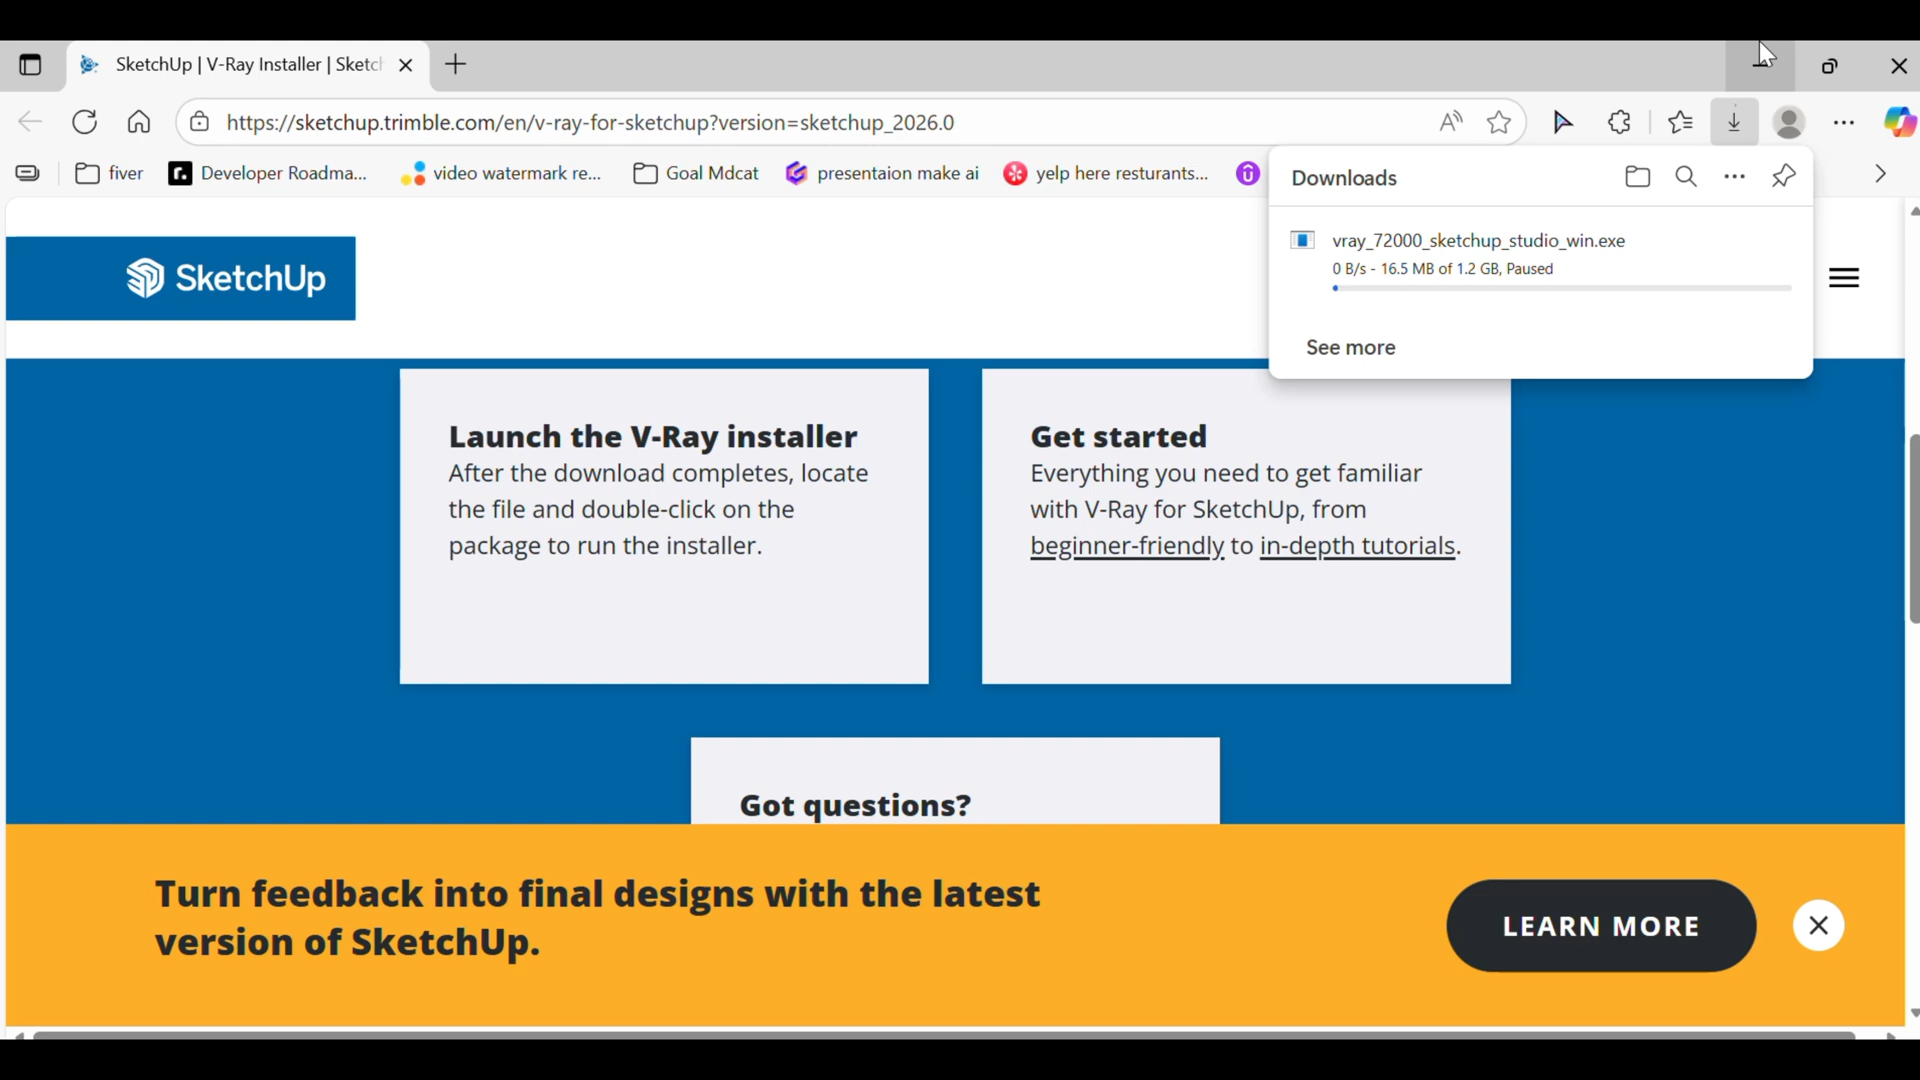 SketchUp | V-Ray Installer | Sketch
https://sketchup.trimble.com/en/v-ray-for-sketchup?version=sketchup_2026.0
fiver
Developer Roadma...
video watermark re...
Goal Mdcat
presentaion make ai
yelp here resturants...
Downloads
vray_72000_sketchup_studio_win.exe
0 B/s - 16.5 MB of 1.2 GB, Paused
See more
SketchUp
Launch the V-Ray installer
After the download completes, locate
the file and double-click on the
package to run the installer.
Get started
Everything you need to get familiar
with V-Ray for SketchUp, from
beginner-friendly to in-depth tutorials.
Got questions?
Turn feedback into final designs with the latest
version of SketchUp.
LEARN MORE